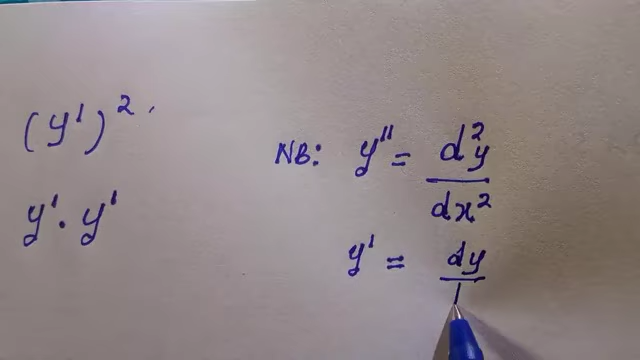 (y')².
y' · y'
NB: y'' = d²y
dx²
y' = dy